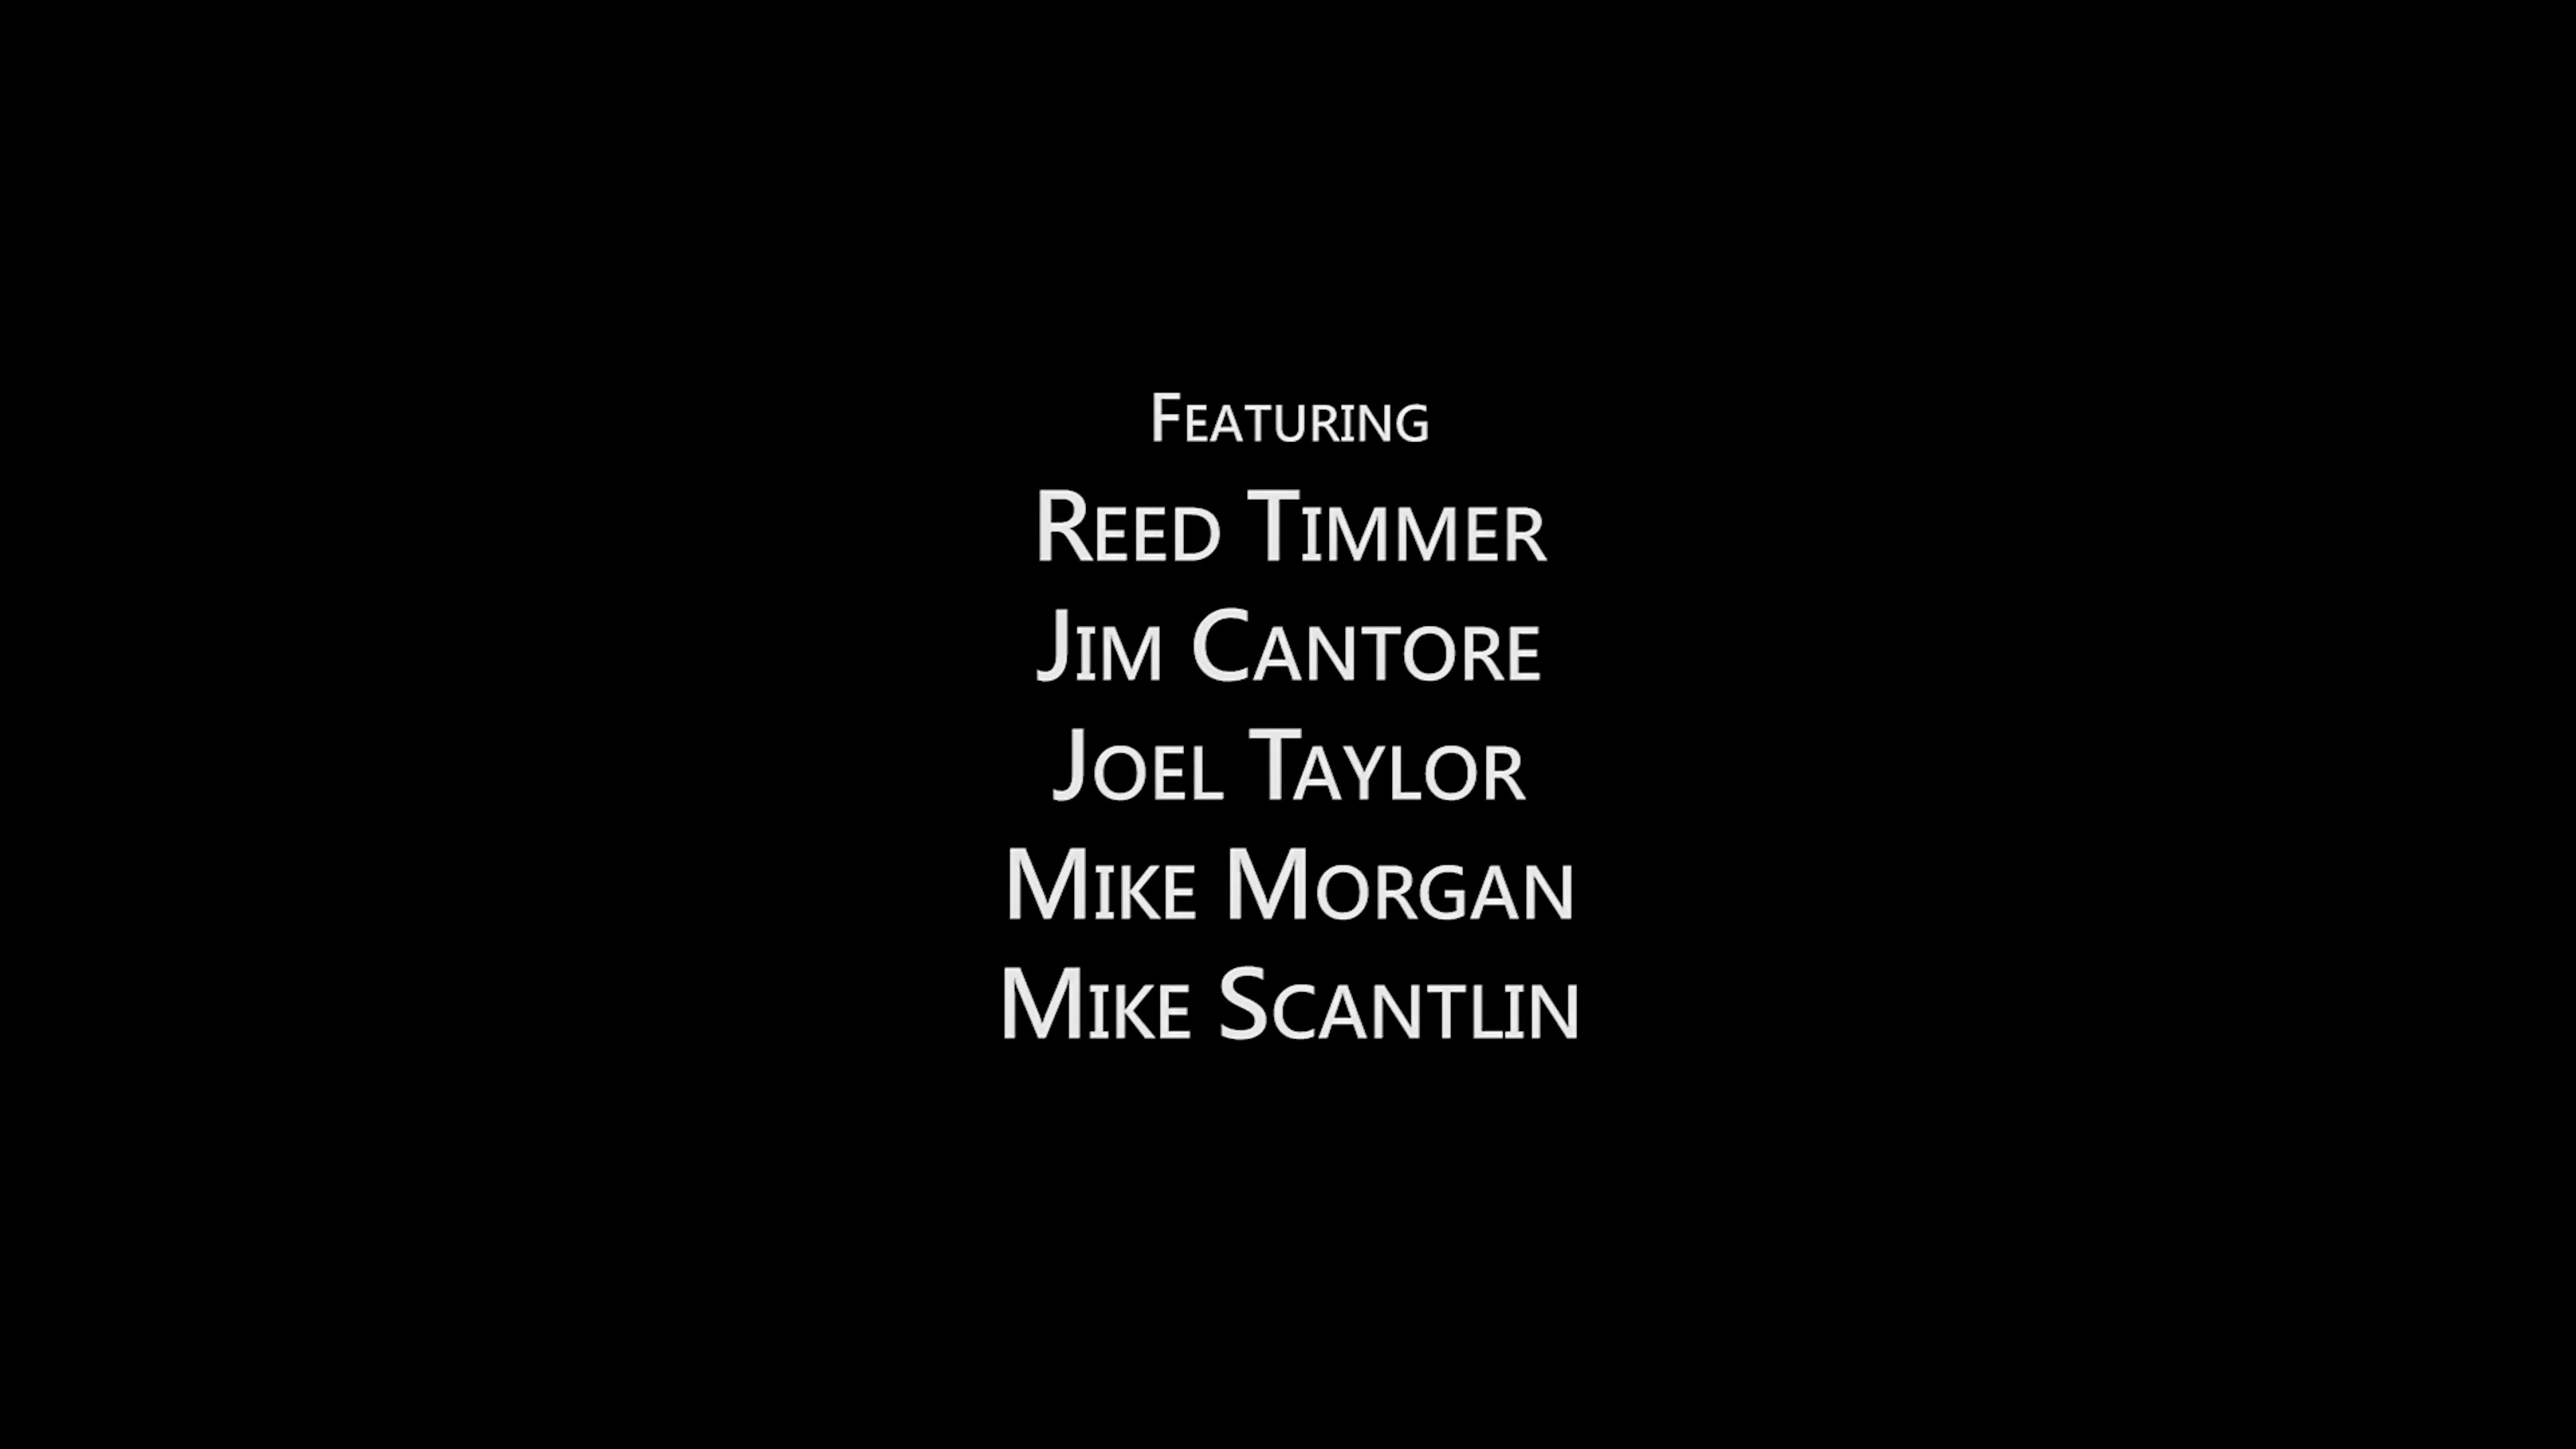 Featuring
Reed Timmer
Jim Cantore
Joel Taylor
Mike Morgan
Mike Scantlin